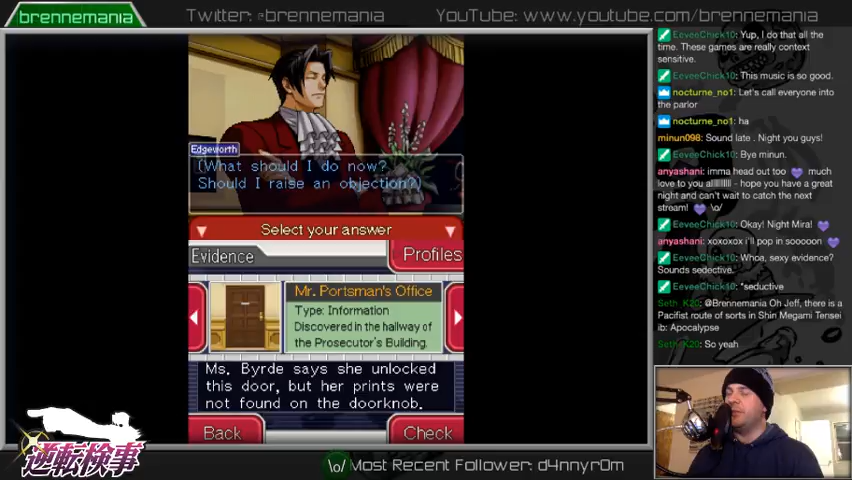 brennemania
Twitter: @brennemania
YouTube: www.youtube.com/brennemania
Edgeworth
(What should I do now?
Should I raise an objection?)
Select your answer
Evidence
Profiles
Mr. Portsman's Office
Type: Information
Discovered in the hallway of
the Prosecutor's Building.
Ms. Byrde says she unlocked
this door, but her prints were
not found on the doorknob.
Back
Check
EeveeChick10: Yup, I do that all the
time. These games are really context
sensitive.
EeveeChick10: This music is so good.
nocturne_no1: Let's call everyone into
the parlor
nocturne_no1: ha
minun098: Sound late . Night you guys!
EeveeChick10: Bye minun.
anyashani: imma head out too much
love to you alllllllll - hope you have a great
night and can't wait to catch the next
stream! \o/
EeveeChick10: Okay! Night Mira!
anyashani: xoxoxox i'll pop in sooooon
EeveeChick10: Whoa, sexy evidence?
Sounds sedective.
EeveeChick10: *seductive
Seth_K20: @Brennemania Oh Jeff, there is a
Pacifist route of sorts in Shin Megami Tensei
ib: Apocalypse
Seth_K20: So yeah
逆転検事
\o/ Most Recent Follower: d4nnyr0m